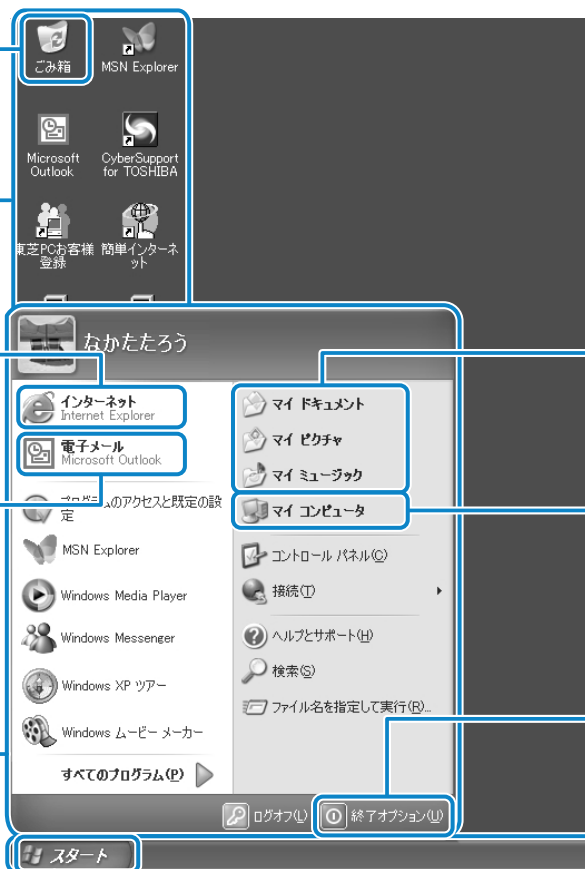 ごみ箱
MSN Explorer
Microsoft
Outlook
CyberSupport
for TOSHIBA
東芝PCお客様
登録
簡単インターネ
ット
なかたたろう
インターネット
Internet Explorer
電子メール
Microsoft Outlook
プログラムのアクセスと既定の設
定
MSN Explorer
Windows Media Player
Windows Messenger
Windows XP ツアー
Windows ムービー メーカー
すべてのプログラム(P)
マイ ドキュメント
マイ ピクチャ
マイ ミュージック
マイ コンピュータ
コントロール パネル(C)
接続(T)
ヘルプとサポート(H)
検索(S)
ファイル名を指定して実行(R)...
ログオフ(L)
終了オプション(U)
スタート